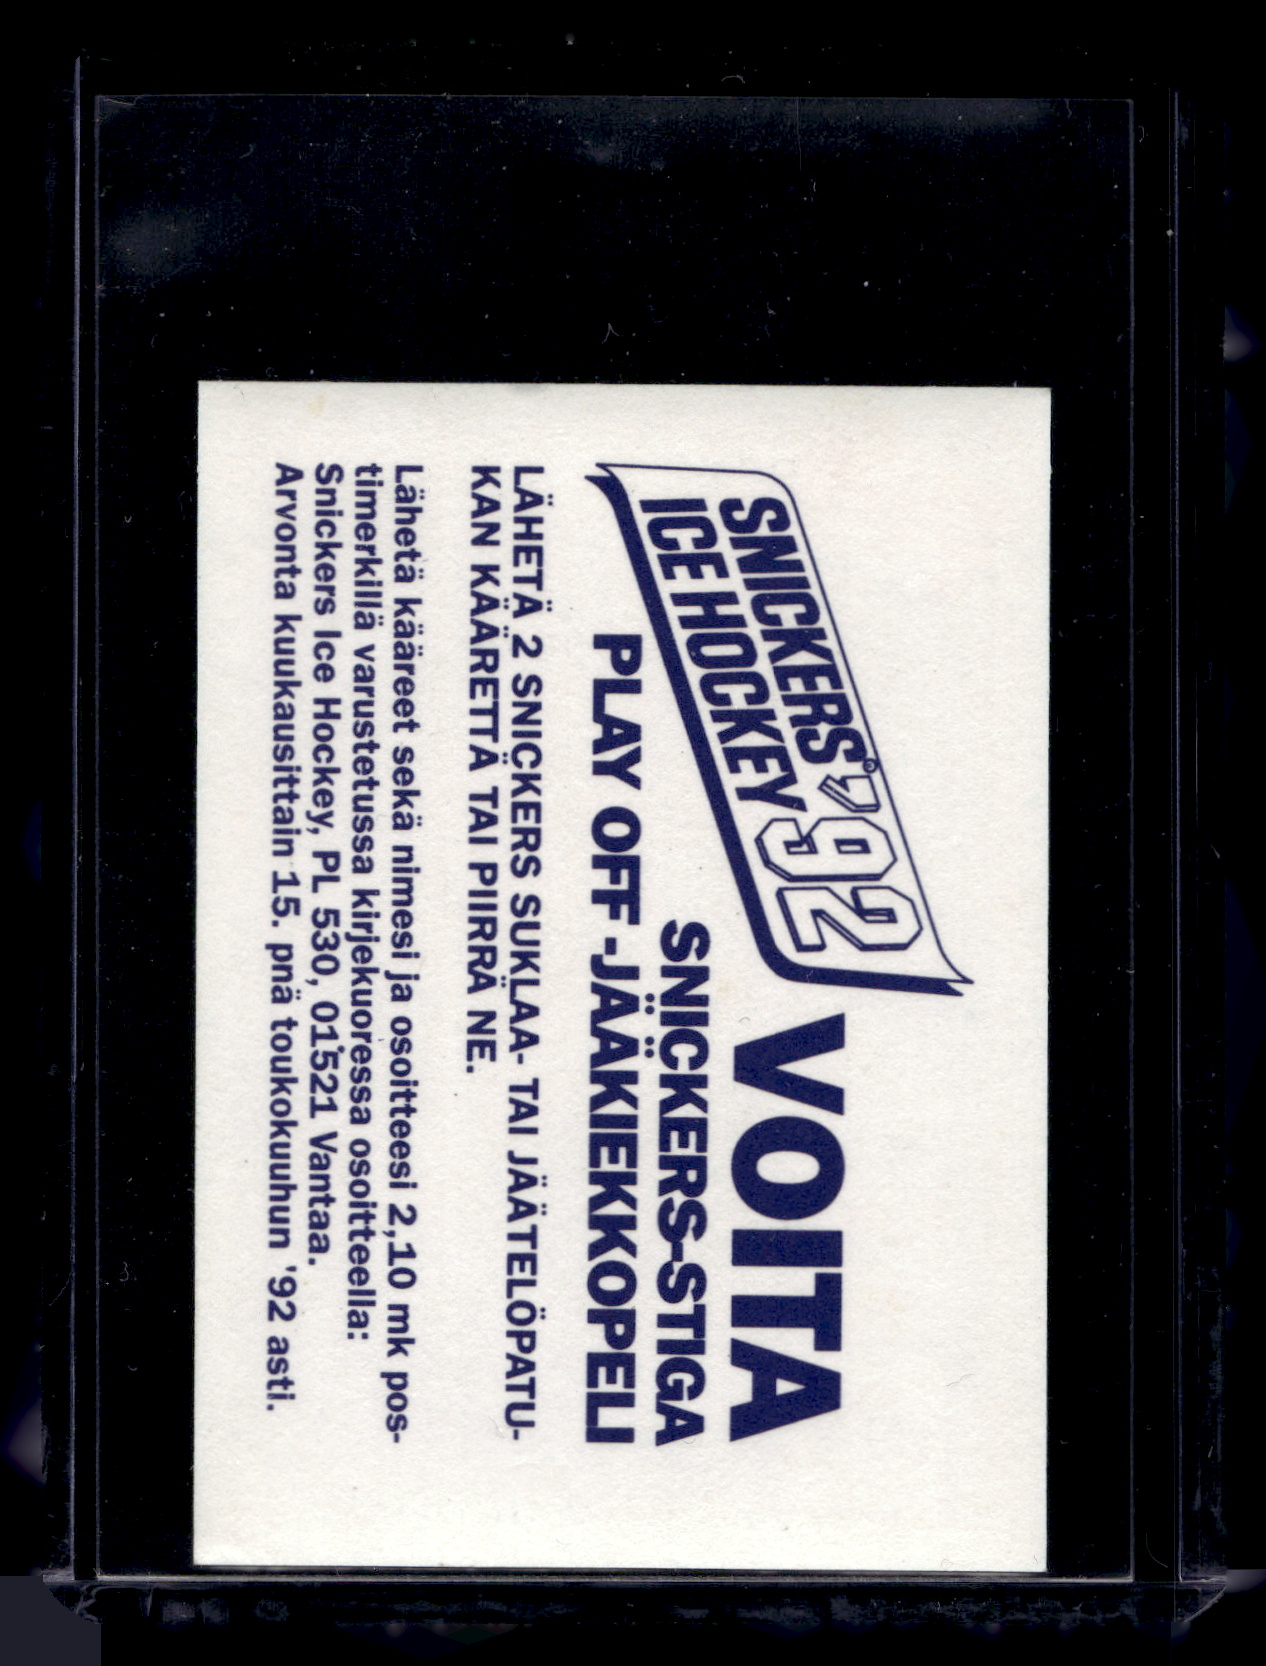 SNICKERS® '92
ICE HOCKEY
VOITA
SNICKERS-STIGA
PLAY OFF -JÄÄKIEKKOPELI
LÄHETÄ 2 SNICKERS SUKLAA- TAI JÄÄTELÖPATU-
KAN KÄÄRETTÄ TAI PIIRRÄ NE.
Lähetä kääreet sekä nimesi ja osoitteesi 2,10 mk pos-
timerkillä varustetussa kirjekuoressa osoitteella:
Snickers Ice Hockey, PL 530, 01521 Vantaa.
Arvonta kuukausittain 15. pnä toukokuuhun '92 asti.